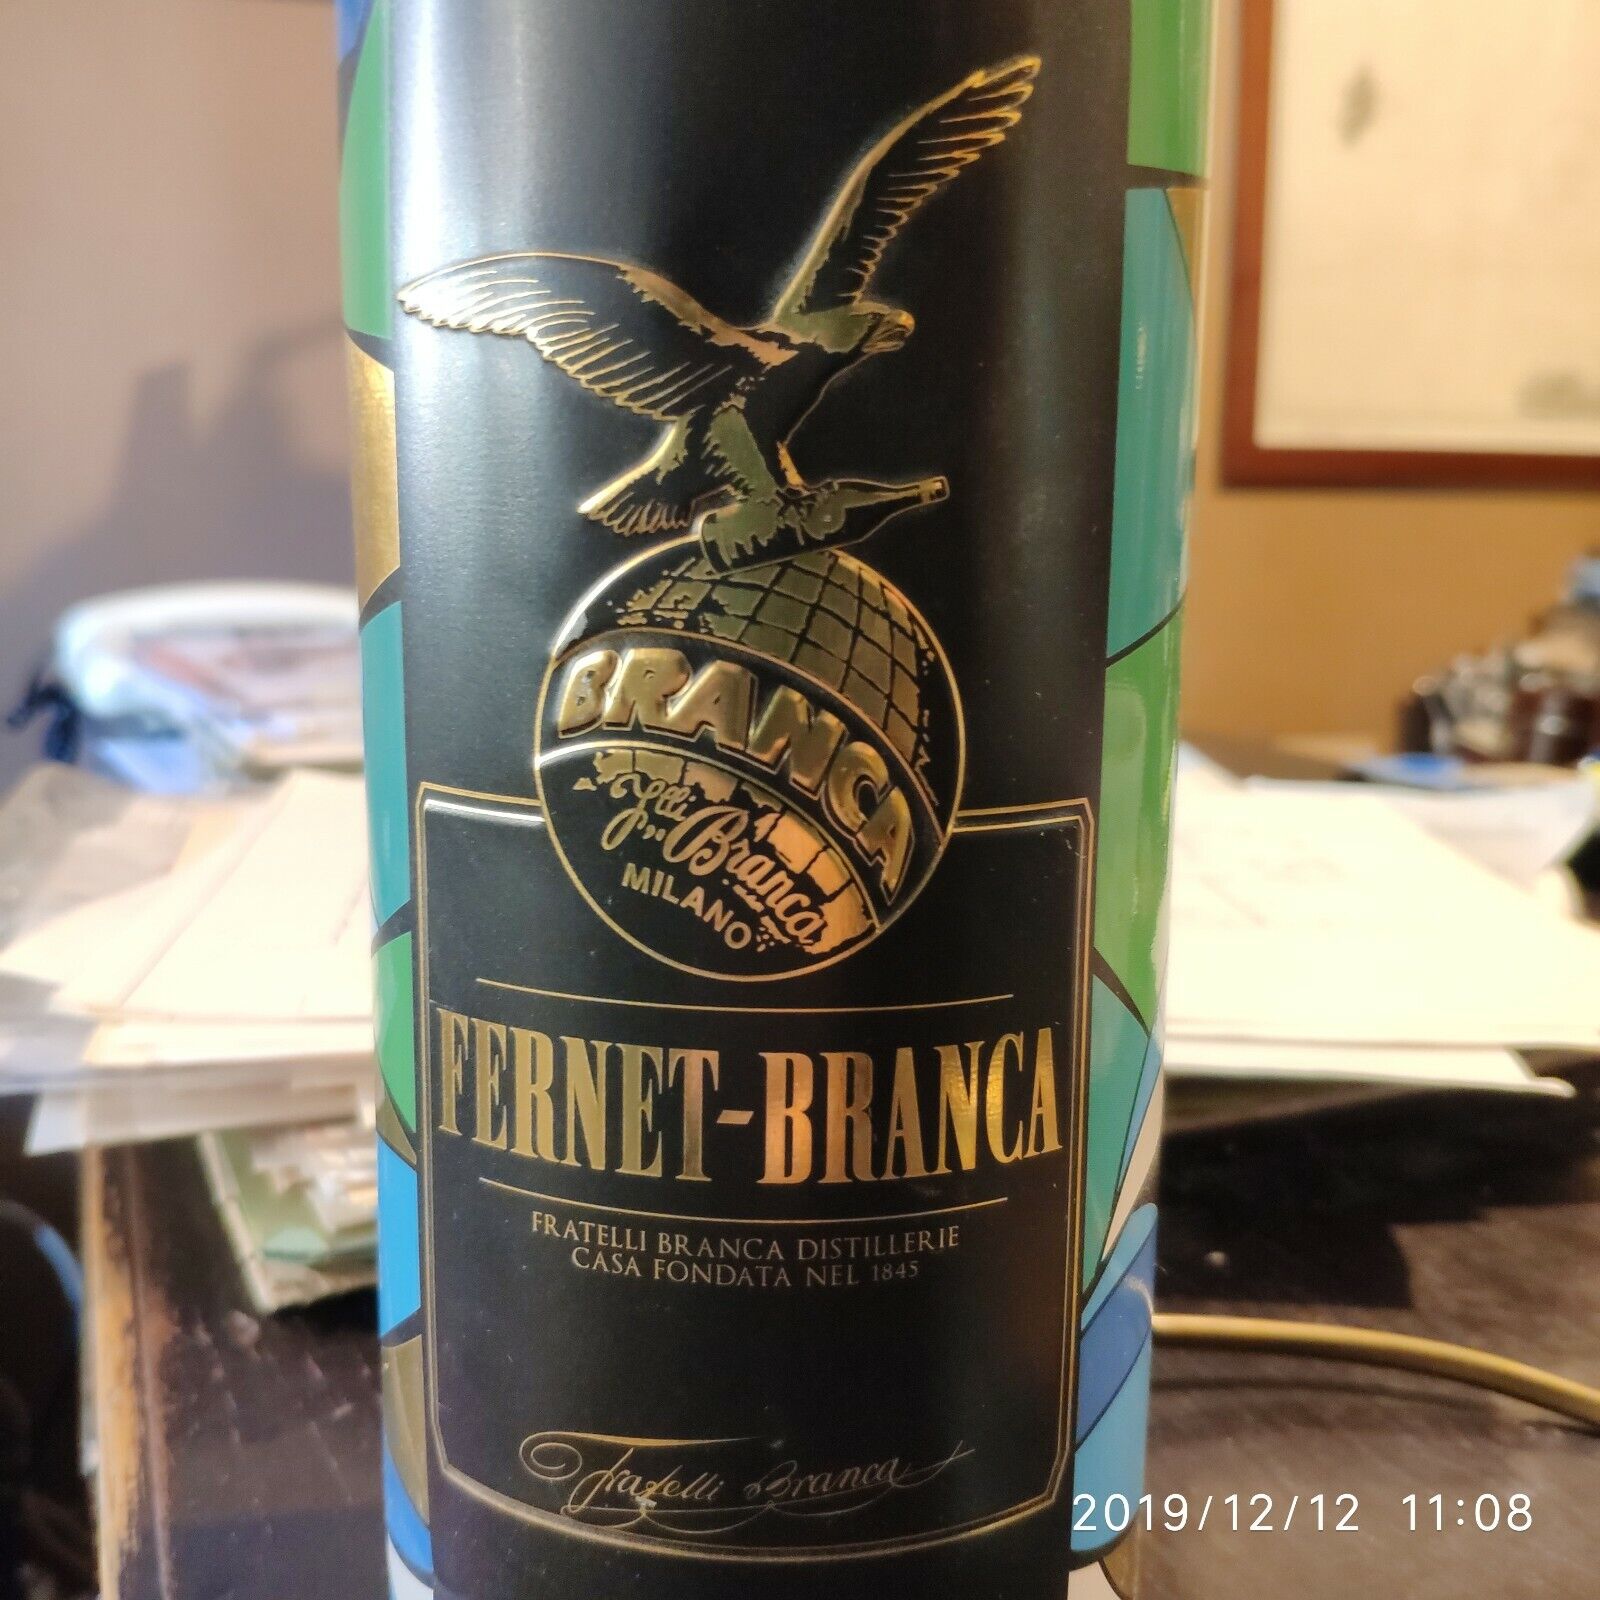 BRANCA
Flli Branca
MILANO
FERNET-BRANCA
FRATELLI BRANCA DISTILLERIE
CASA FONDATA NEL 1845
Fratelli Branca
2019/12/12 11:08